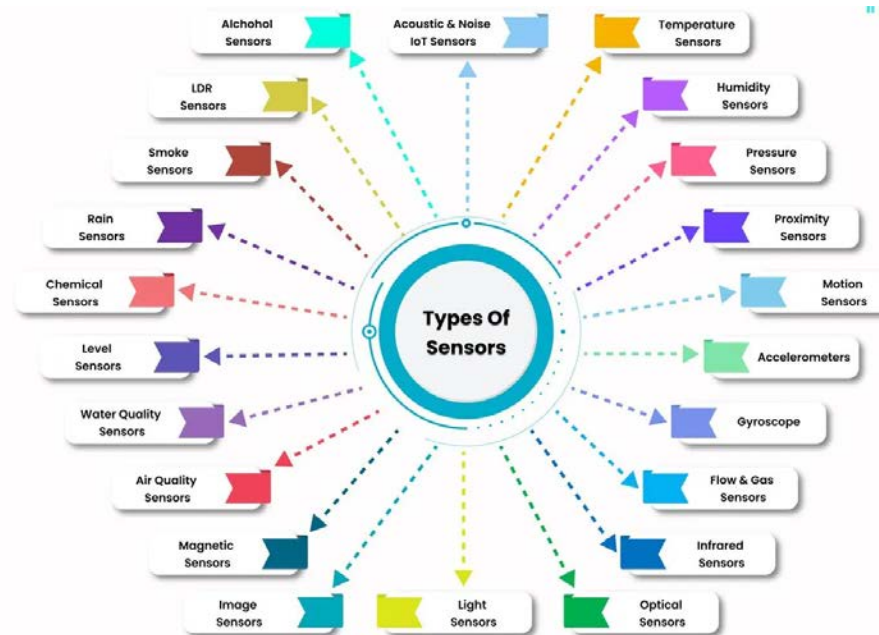 Alchohol
Sensors
Acoustic & Noise
IoT Sensors
Temperature
Sensors
LDR
Sensors
Humidity
Sensors
Smoke
Sensors
Pressure
Sensors
Rain
Sensors
Proximity
Sensors
Chemical
Sensors
Motion
Sensors
Types Of
Sensors
Level
Sensors
Accelerometers
Water Quality
Sensors
Gyroscope
Air Quality
Sensors
Flow & Gas
Sensors
Magnetic
Sensors
Infrared
Sensors
Image
Sensors
Light
Sensors
Optical
Sensors